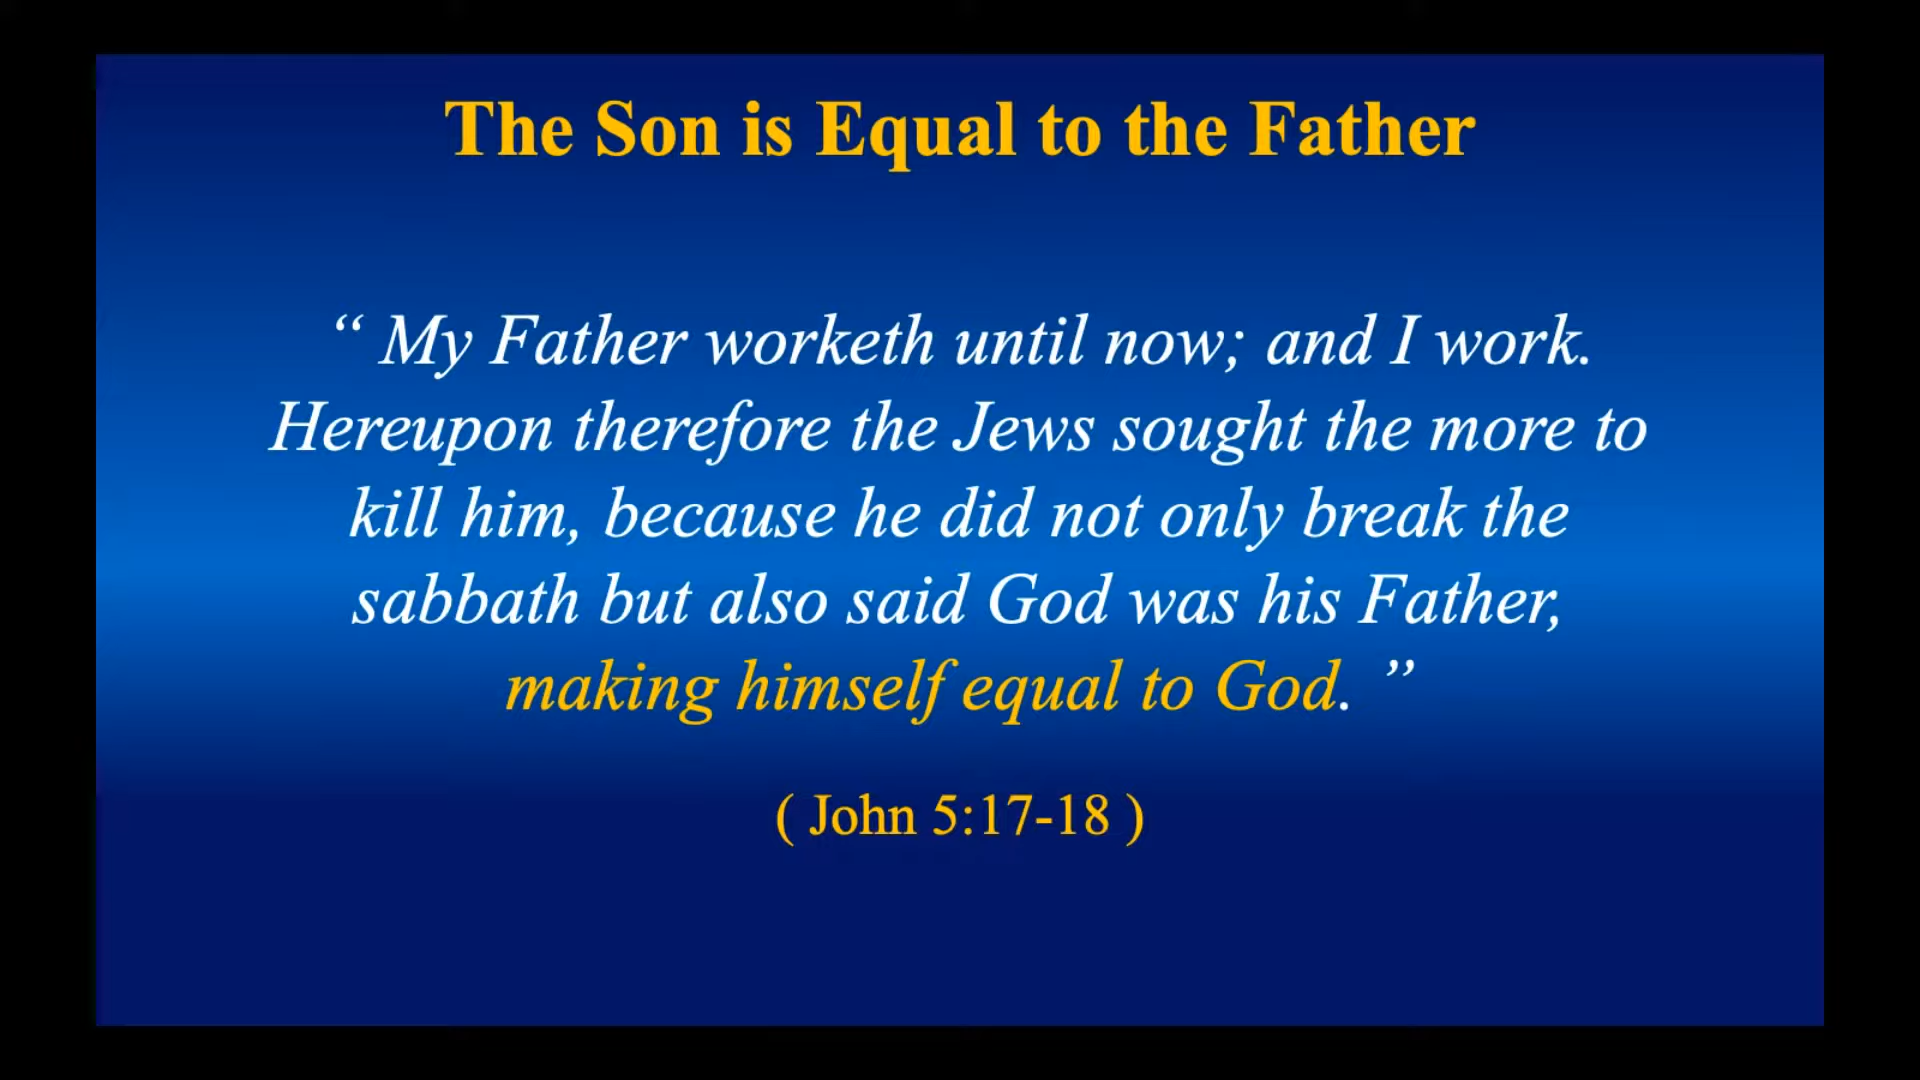 The Son is Equal to the Father
“ My Father worketh until now; and I work.
Hereupon therefore the Jews sought the more to
kill him, because he did not only break the
sabbath but also said God was his Father,
making himself equal to God. ”
( John 5:17-18 )